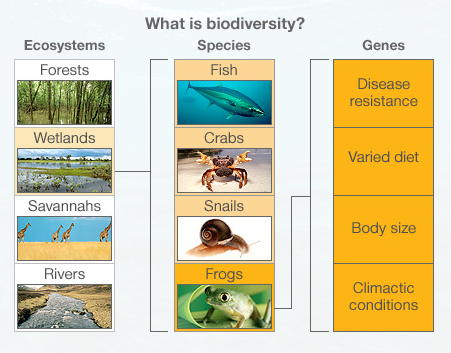 What is biodiversity?
Ecosystems
Species
Genes
Forests
Wetlands
Savannahs
Rivers
Fish
Crabs
Snails
Frogs
Disease
resistance
Varied diet
Body size
Climactic
conditions